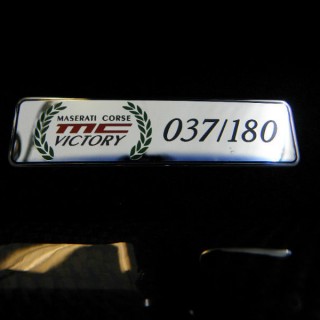 MASERATI CORSE
MC
VICTORY
037/180